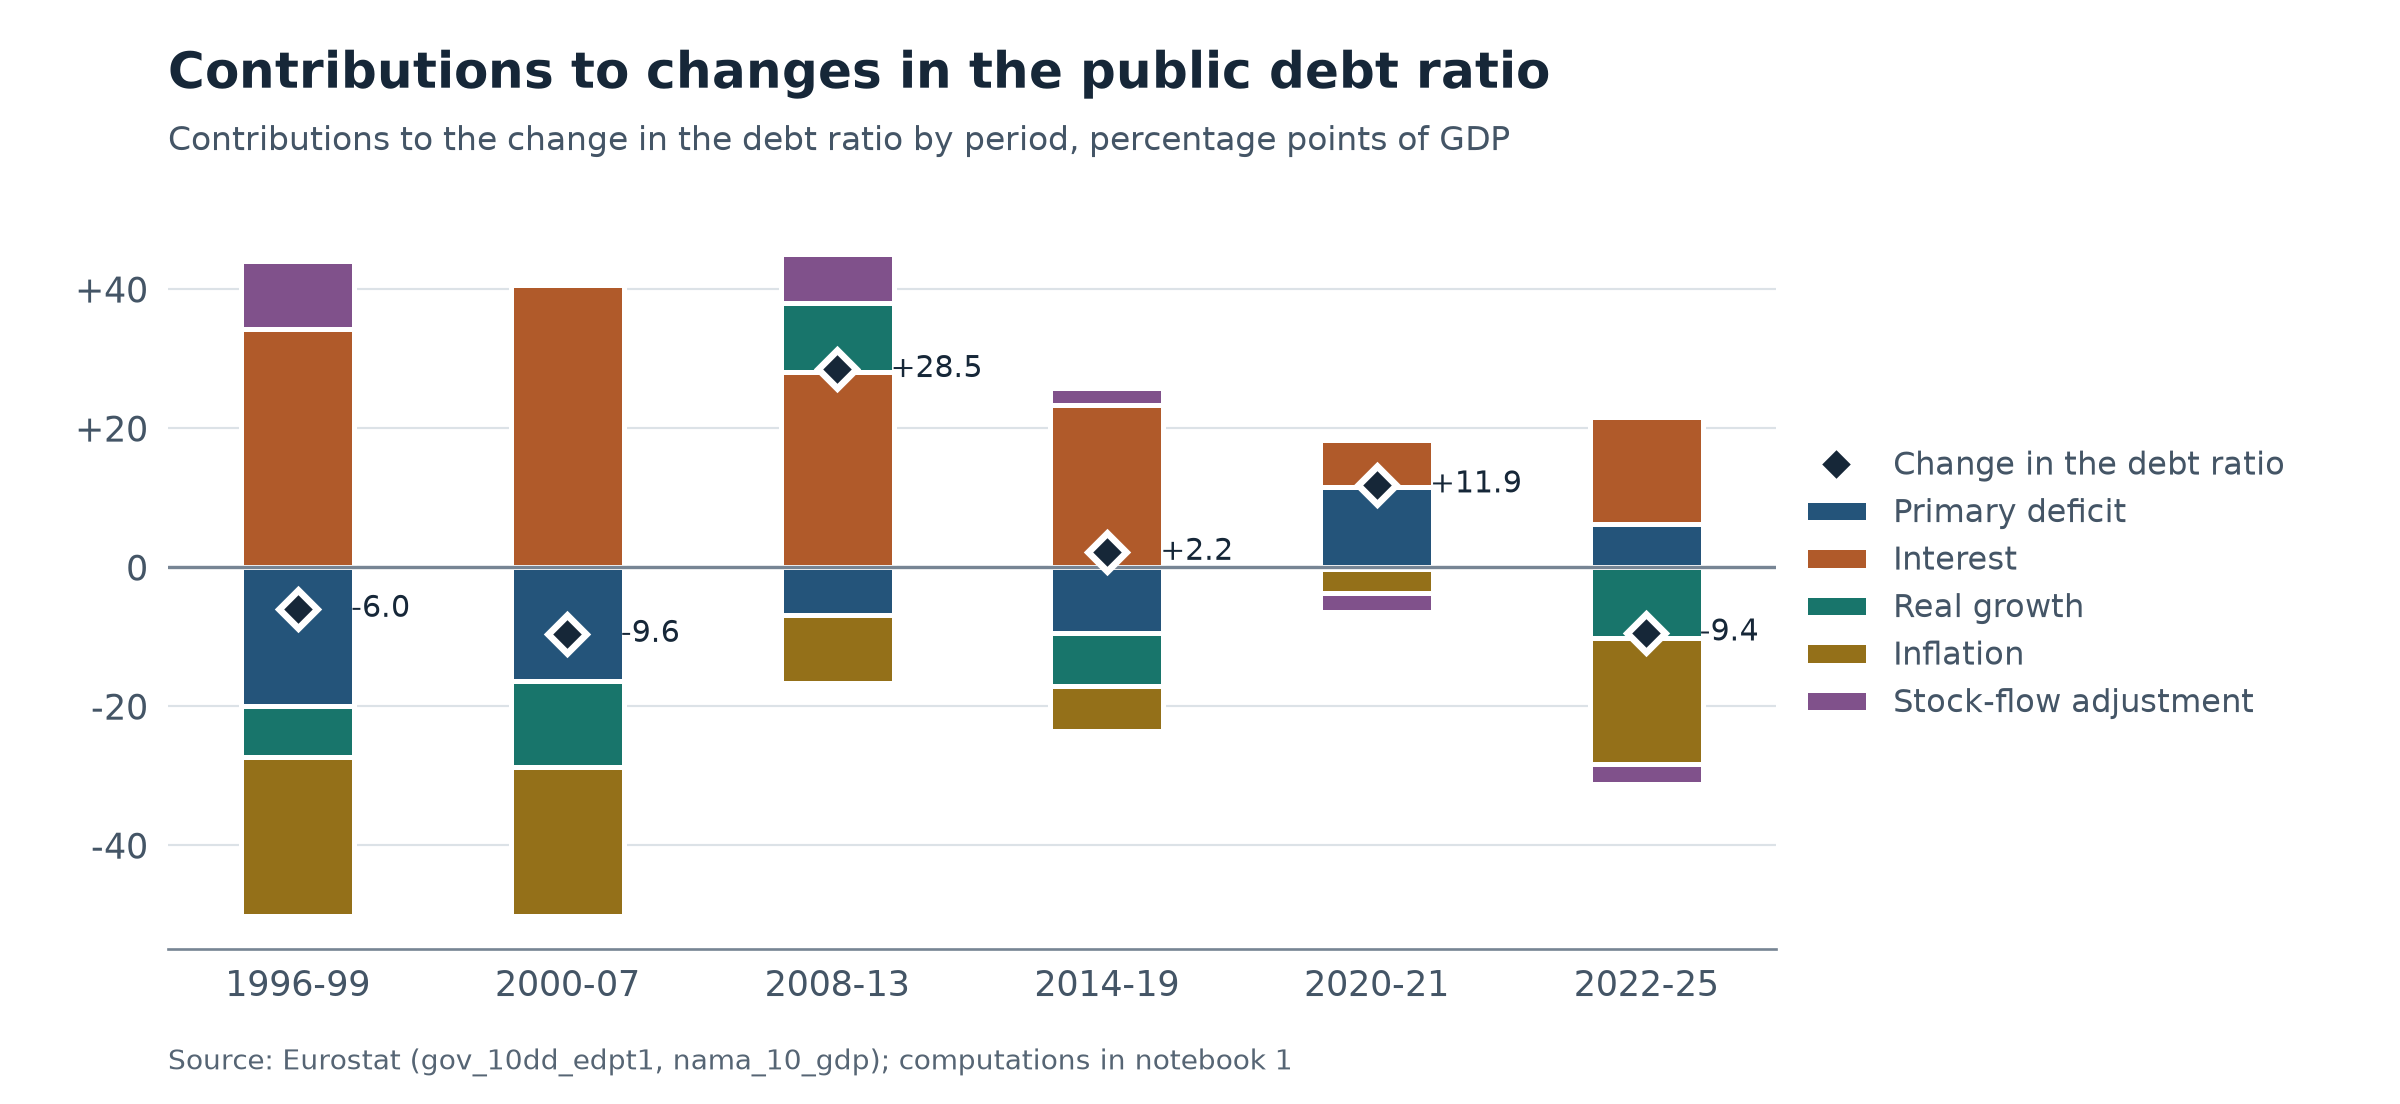 Contributions to changes in the public debt ratio
Contributions to the change in the debt ratio by period, percentage points of GDP
+40
+20
0
-20
-40
-6.0
-9.6
+28.5
+2.2
+11.9
-9.4
Change in the debt ratio
Primary deficit
Interest
Real growth
Inflation
Stock-flow adjustment
1996-99 2000-07 2008-13 2014-19 2020-21 2022-25
Source: Eurostat (gov_10dd_edpt1, nama_10_gdp); computations in notebook 1